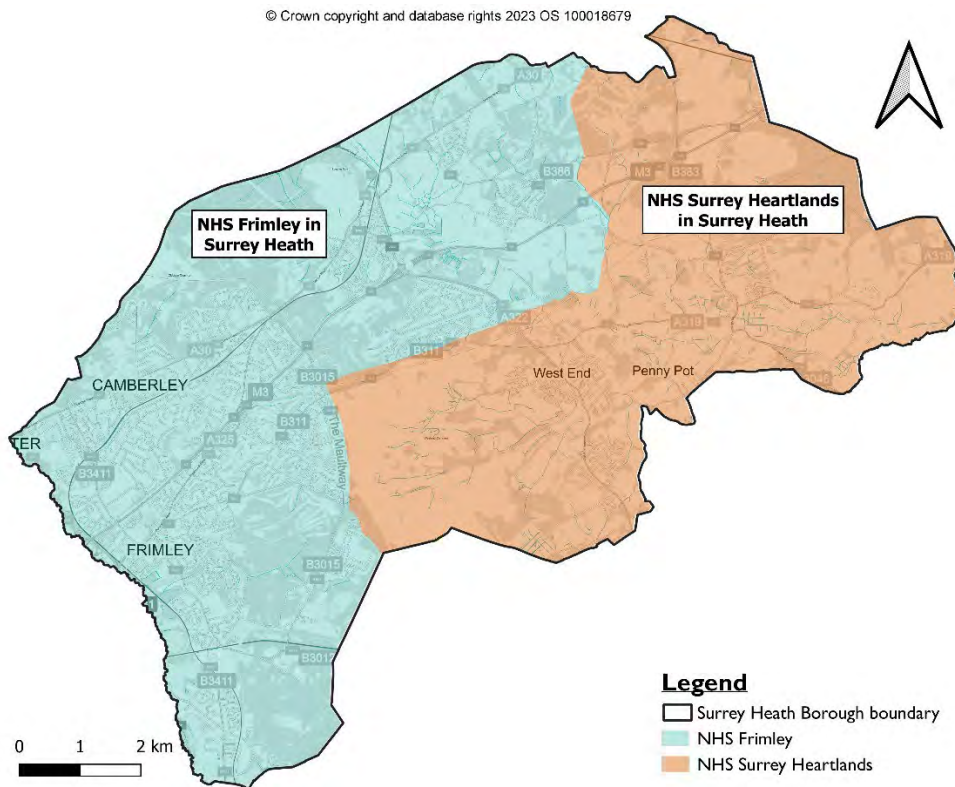 © Crown copyright and database rights 2023 OS 100018679
A30
B386
M3
B383
NHS Frimley in
Surrey Heath
NHS Surrey Heartlands
in Surrey Heath
A319
A322
A319
A30
B311
B3015
West End
Penny Pot
CAMBERLEY
M3
The Maultway
B311
A325
TER
B3411
FRIMLEY
B3015
B3012
B3411
Legend
Surrey Heath Borough boundary
NHS Frimley
NHS Surrey Heartlands
0 1 2 km